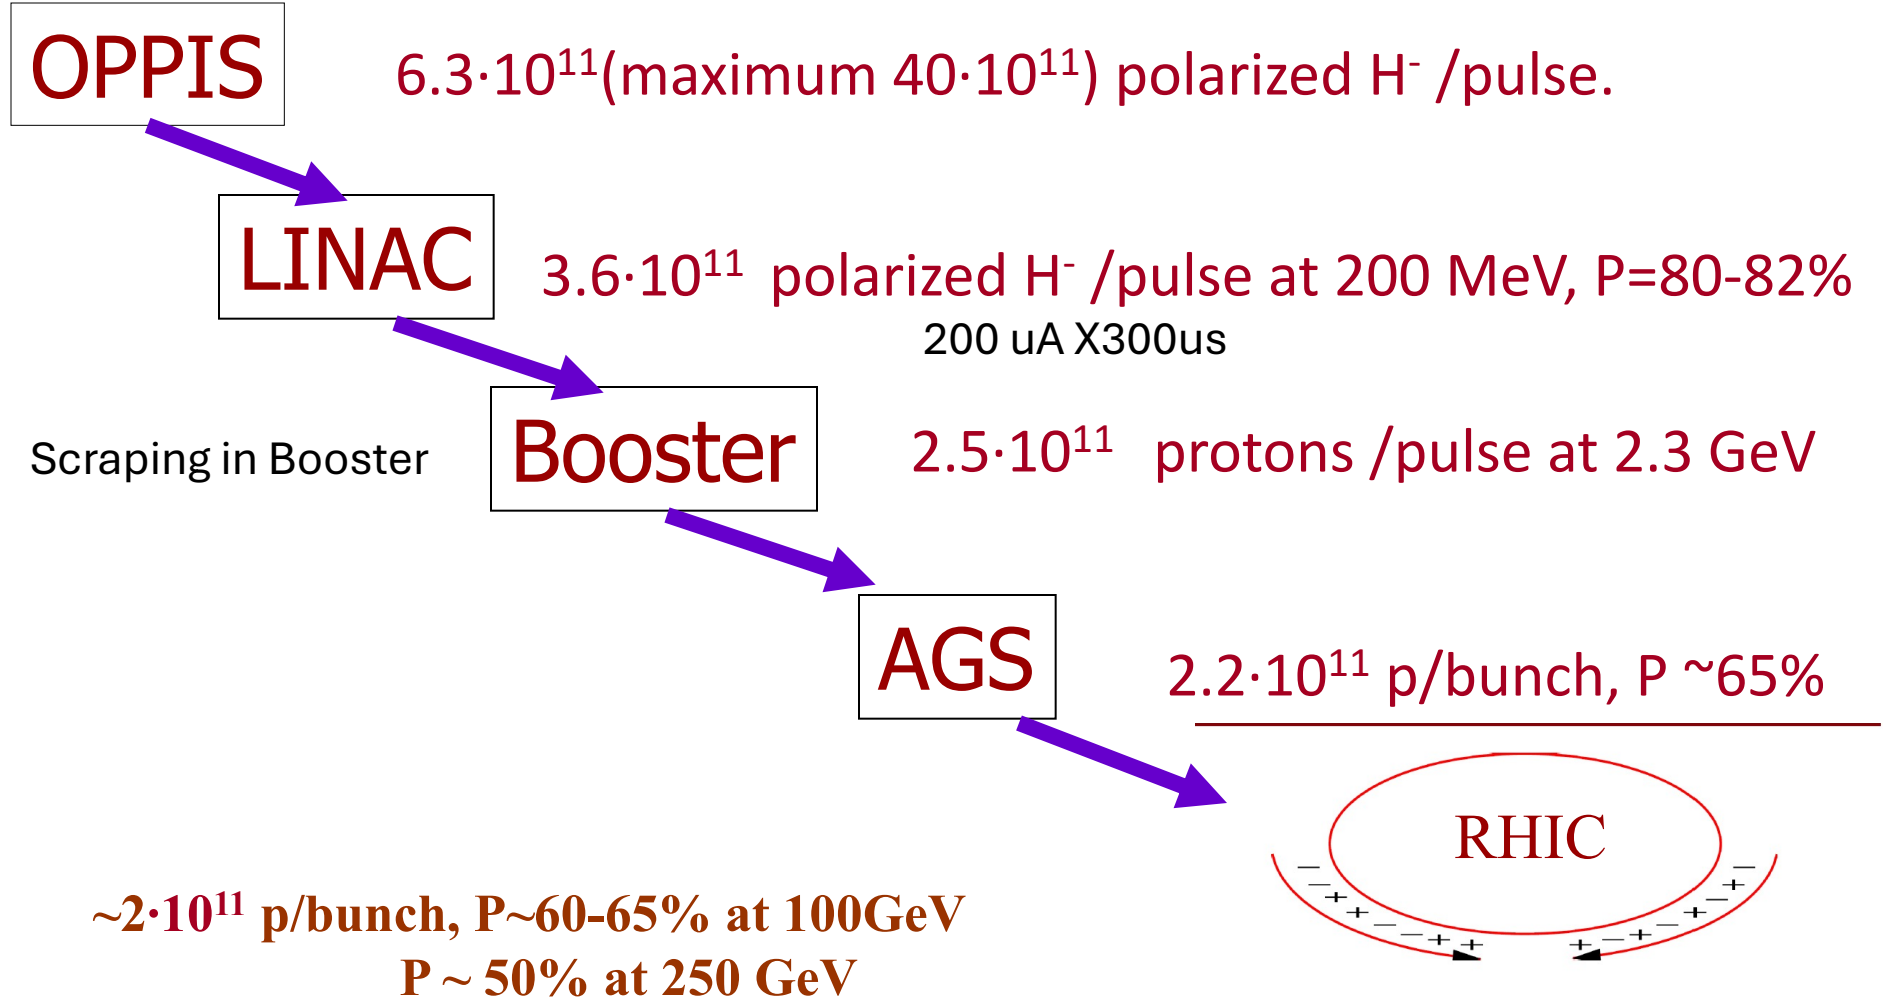 OPPIS
6.3·10¹¹(maximum 40·10¹¹) polarized H⁻ /pulse.
LINAC
3.6·10¹¹ polarized H⁻ /pulse at 200 MeV, P=80-82%
200 uA X300us
Scraping in Booster
Booster
2.5·10¹¹ protons /pulse at 2.3 GeV
AGS
2.2·10¹¹ p/bunch, P ~65%
RHIC
~2·10¹¹ p/bunch, P~60-65% at 100GeV
P ~ 50% at 250 GeV